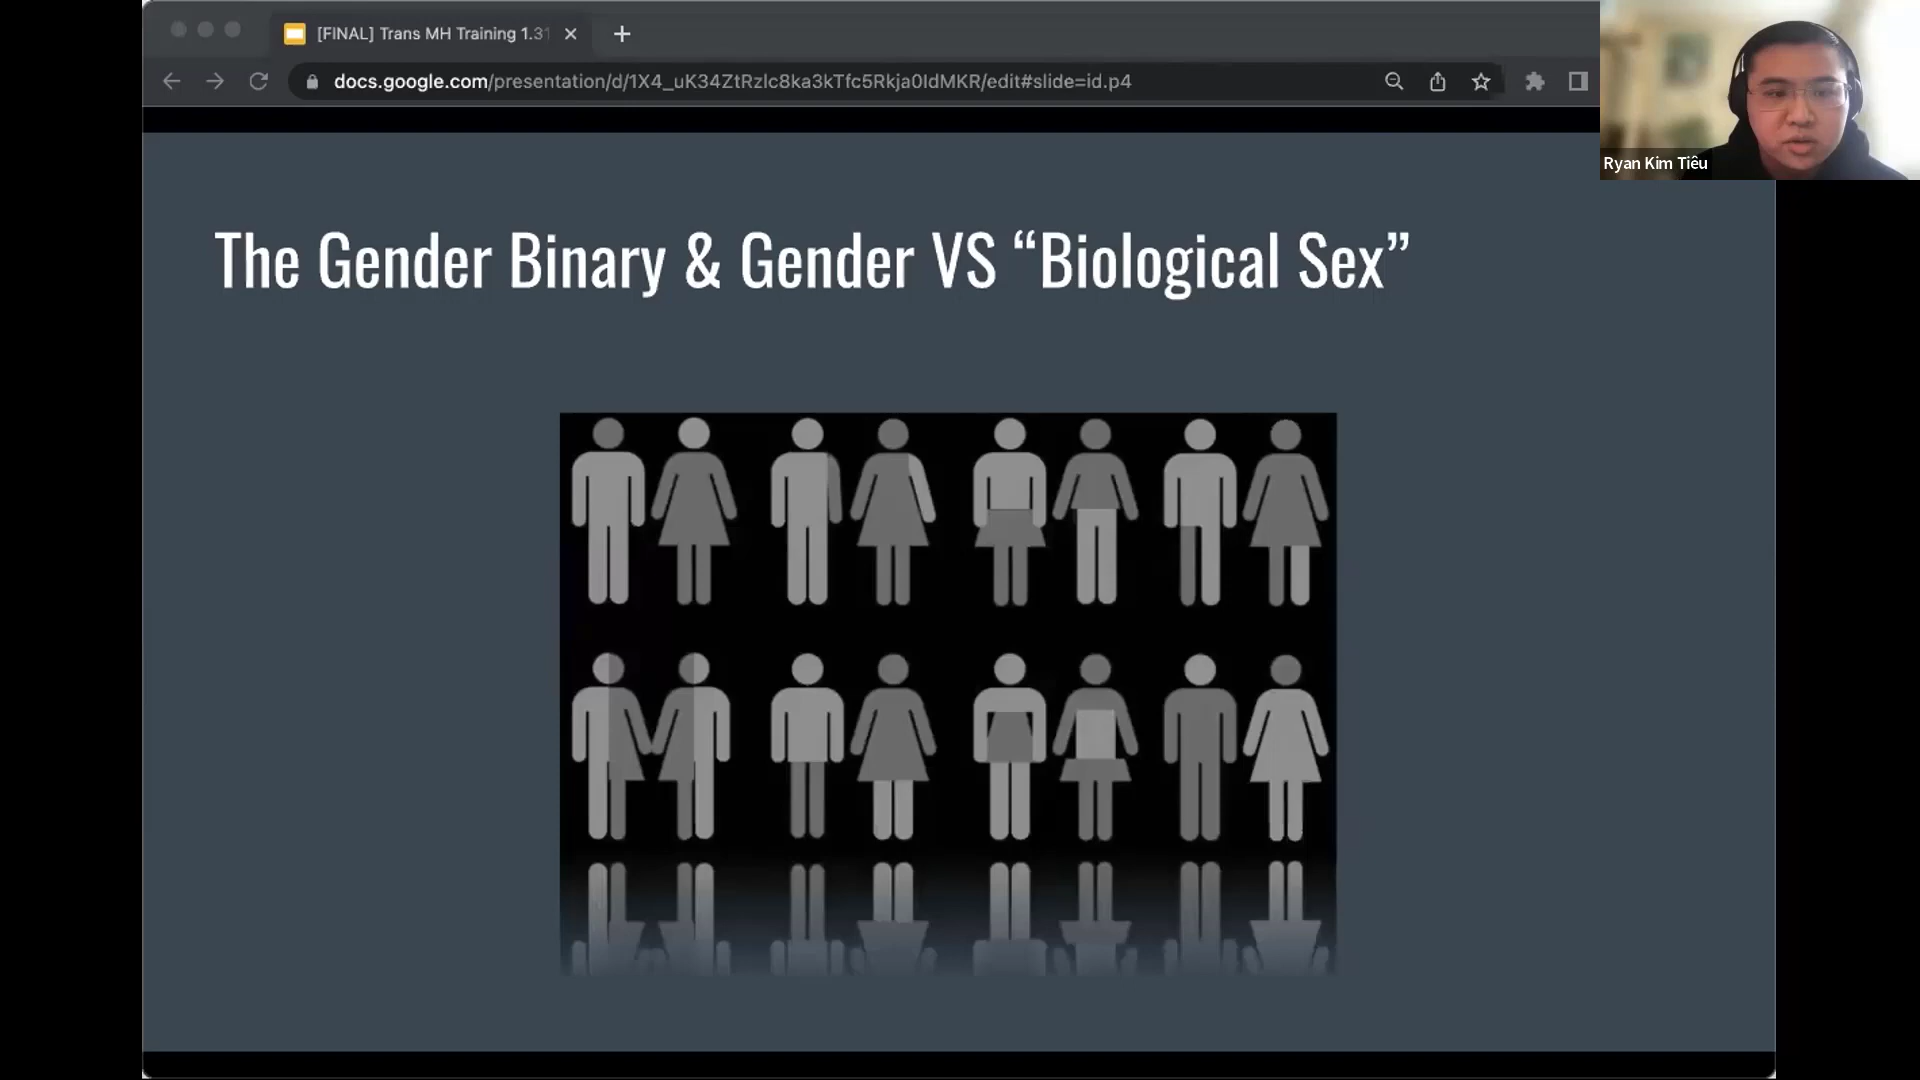 [FINAL] Trans MH Training 1.31
docs.google.com/presentation/d/1X4_uK34ZtRzlc8ka3kTfc5Rkja0IdMKR/edit#slide=id.p4
Ryan Kim Tiêu
The Gender Binary & Gender VS “Biological Sex”